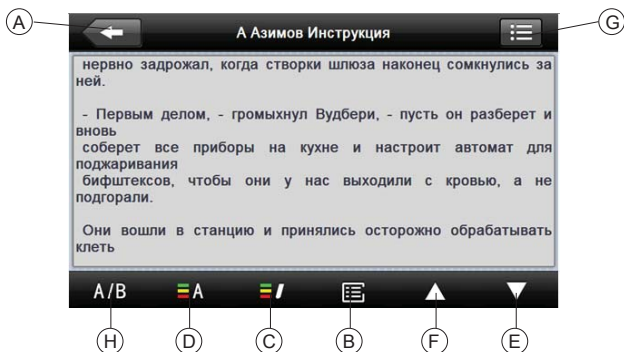 A
А Азимов Инструкция
G
нервно задрожал, когда створки шлюза наконец сомкнулись за
ней.
- Первым делом, - громыхнул Вудбери, - пусть он разберет и
вновь
соберет все приборы на кухне и настроит автомат для
поджаривания
бифштексов, чтобы они у нас выходили с кровью, а не
подгорали.
Они вошли в станцию и принялись осторожно обрабатывать
клеть
A/B A
H D C B F E